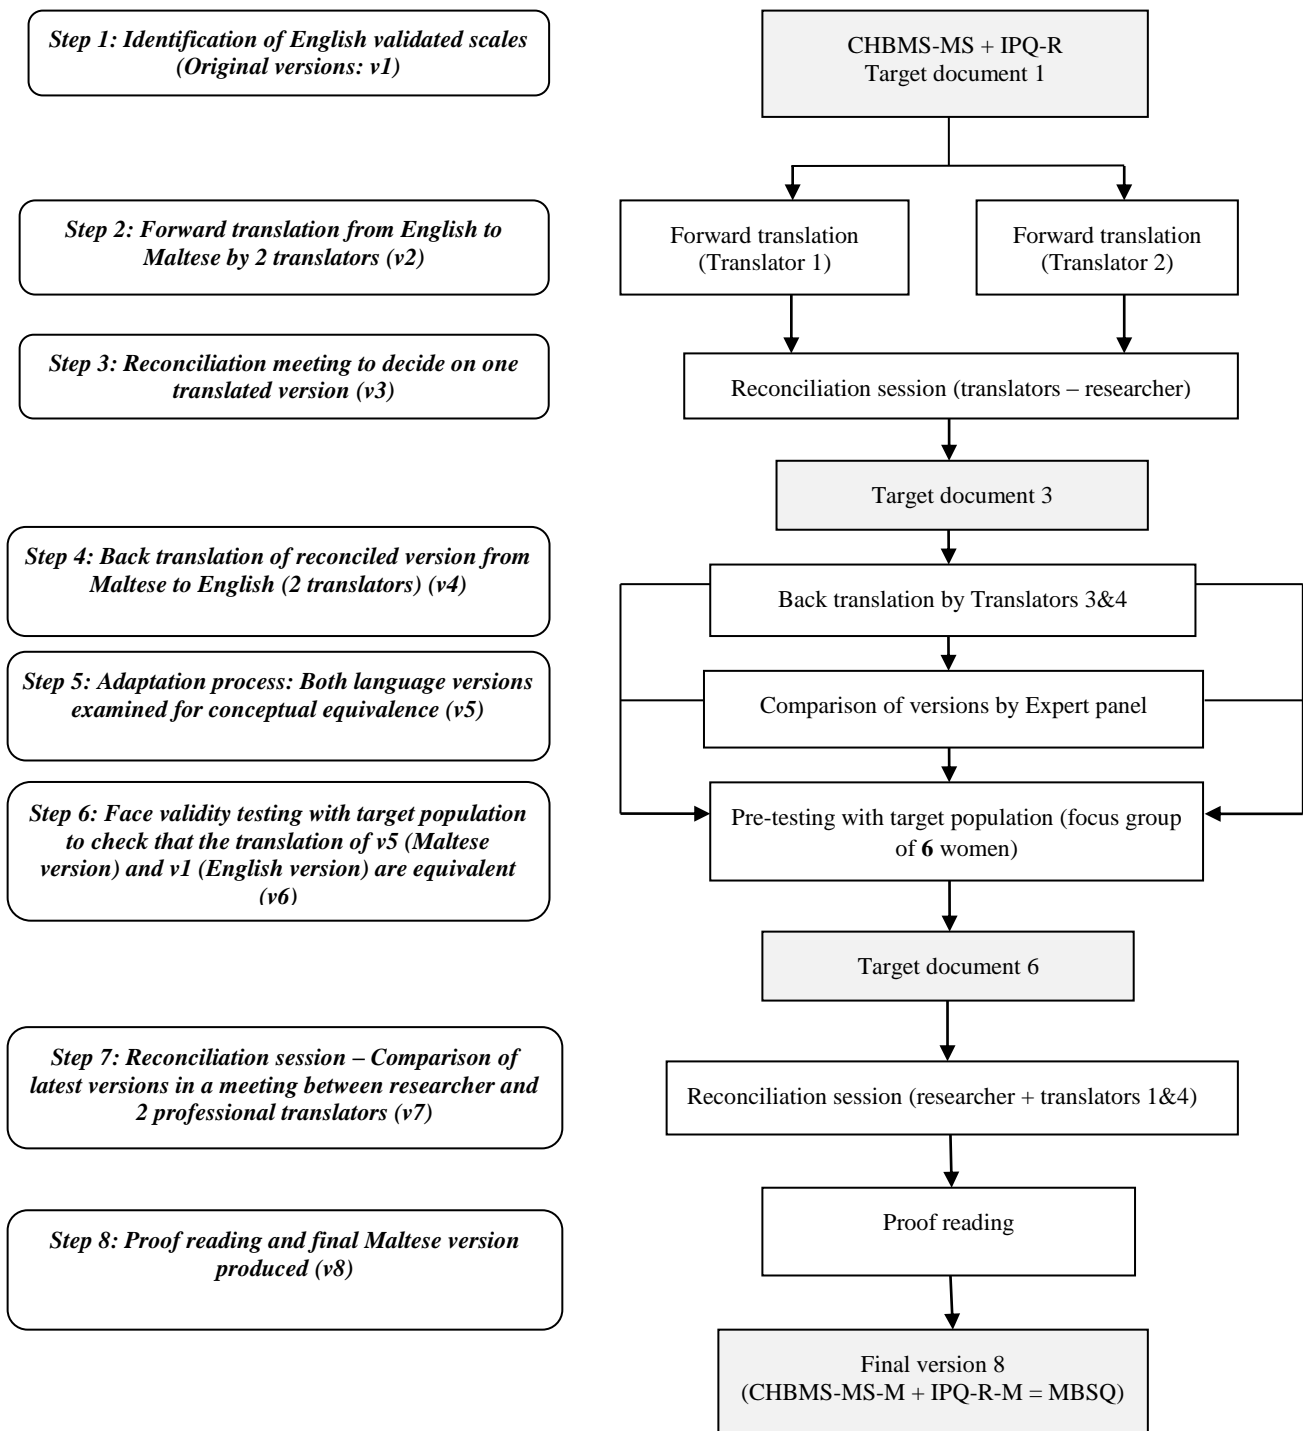 Step 1: Identification of English validated scales
(Original versions: v1)
CHBMS-MS + IPQ-R
Target document 1
Step 2: Forward translation from English to
Maltese by 2 translators (v2)
Forward translation
(Translator 1)
Forward translation
(Translator 2)
Step 3: Reconciliation meeting to decide on one
translated version (v3)
Reconciliation session (translators – researcher)
Target document 3
Step 4: Back translation of reconciled version from
Maltese to English (2 translators) (v4)
Back translation by Translators 3&4
Step 5: Adaptation process: Both language versions
examined for conceptual equivalence (v5)
Comparison of versions by Expert panel
Step 6: Face validity testing with target population
to check that the translation of v5 (Maltese
version) and v1 (English version) are equivalent
(v6)
Pre-testing with target population (focus group
of 6 women)
Target document 6
Step 7: Reconciliation session – Comparison of
latest versions in a meeting between researcher and
2 professional translators (v7)
Reconciliation session (researcher + translators 1&4)
Step 8: Proof reading and final Maltese version
produced (v8)
Proof reading
Final version 8
(CHBMS-MS-M + IPQ-R-M = MBSQ)